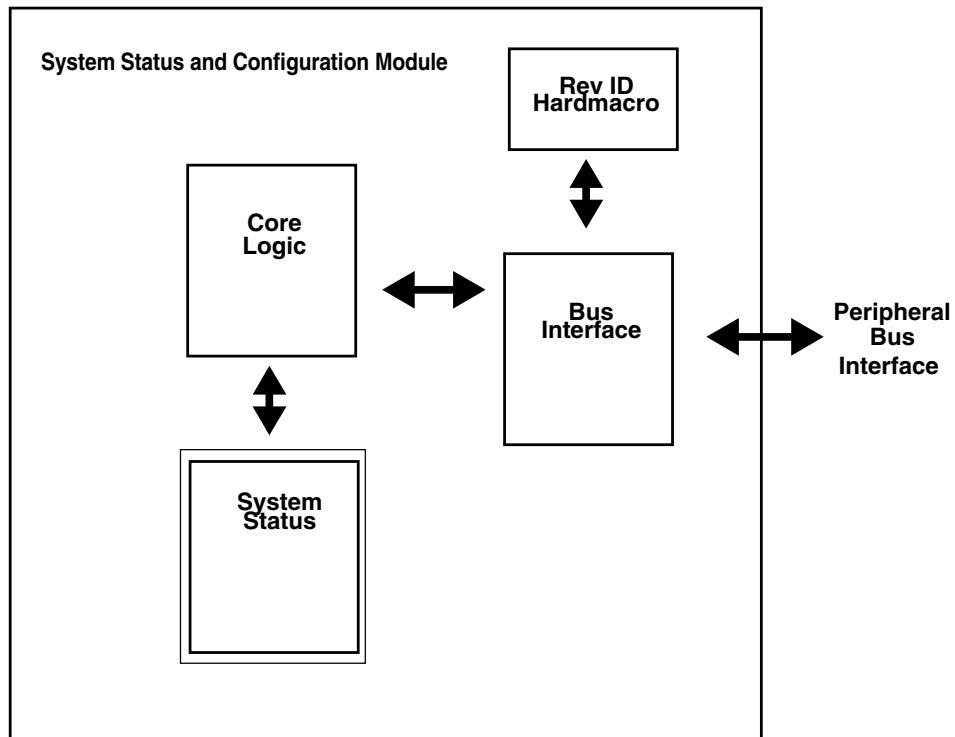 System Status and Configuration Module
Rev ID
Hardmacro
Core
Logic
Bus
Interface
Peripheral
Bus
Interface
System
Status